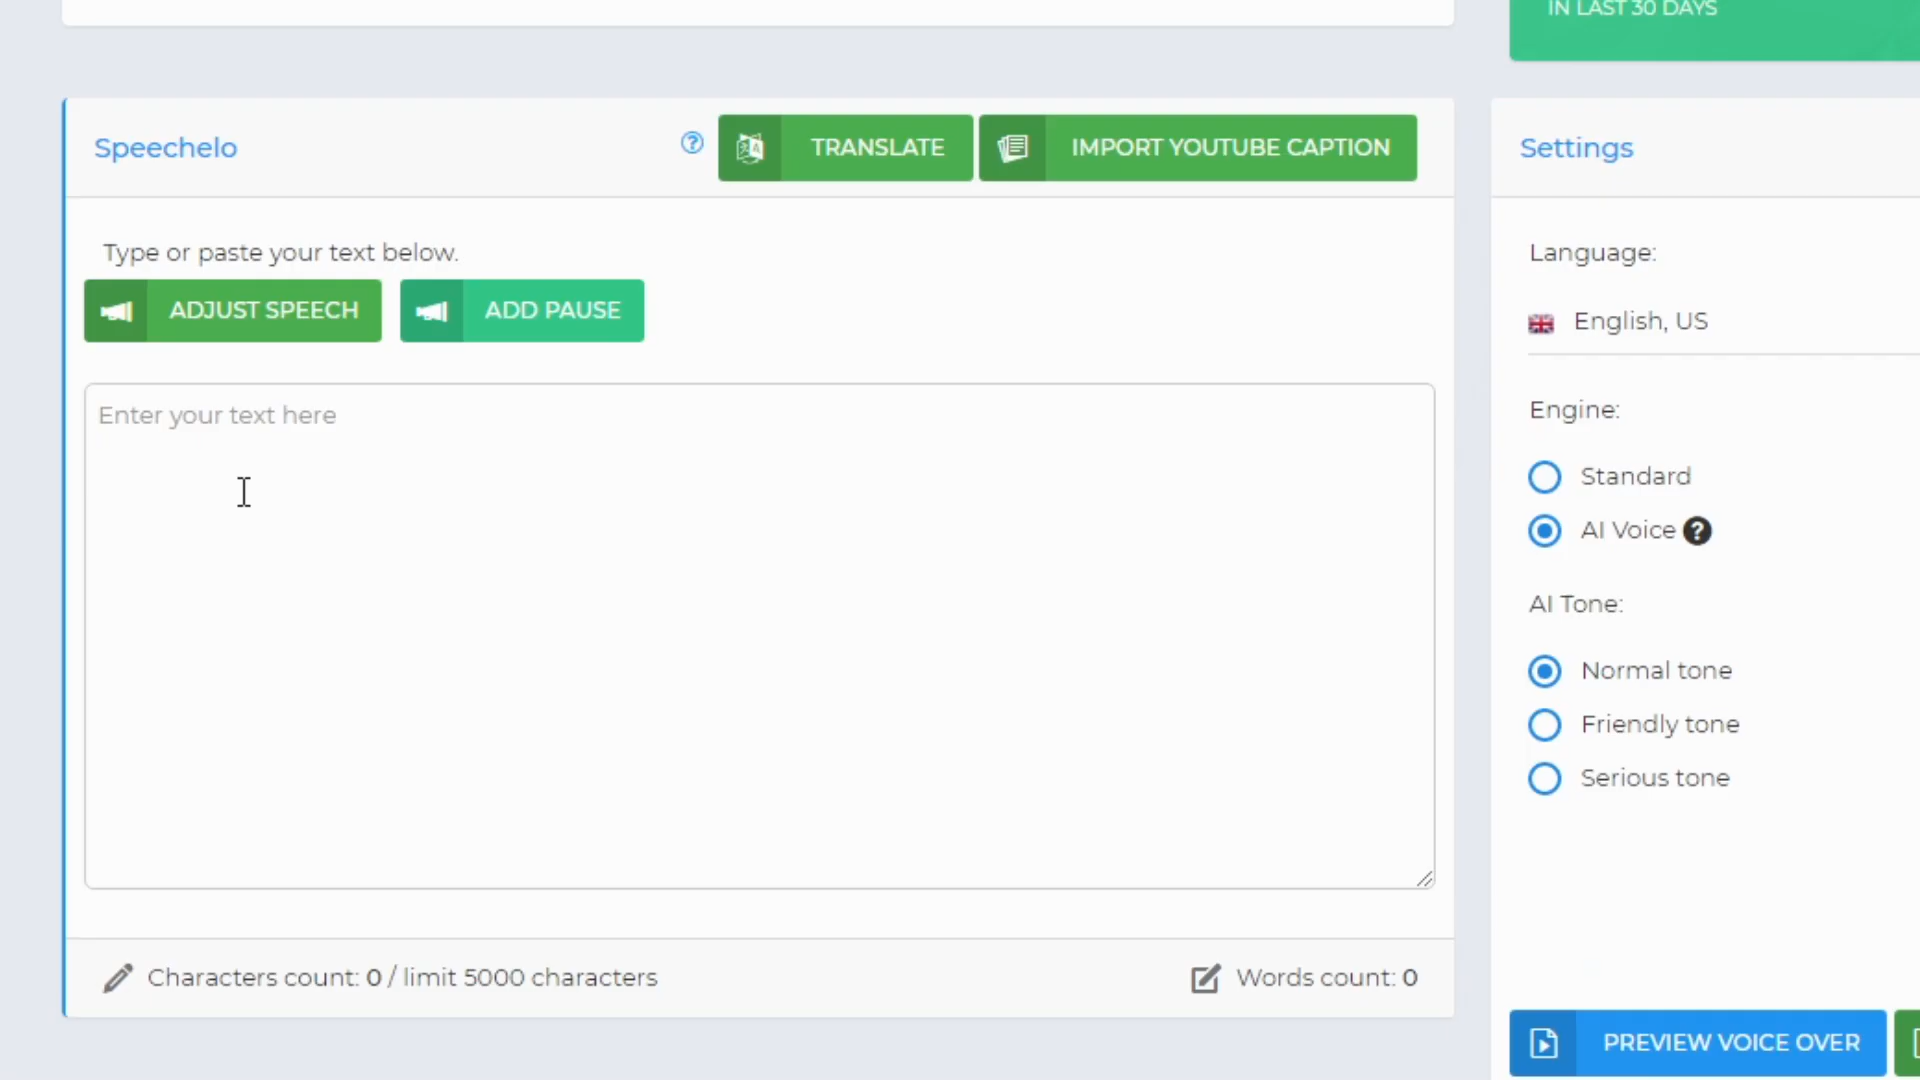 IN LAST 30 DAYS
Speechelo
TRANSLATE
IMPORT YOUTUBE CAPTION
Type or paste your text below.
ADJUST SPEECH
ADD PAUSE
Enter your text here
Characters count: 0 / limit 5000 characters
Words count: 0
Settings
Language:
English, US
Engine:
Standard
AI Voice
AI Tone:
Normal tone
Friendly tone
Serious tone
PREVIEW VOICE OVER